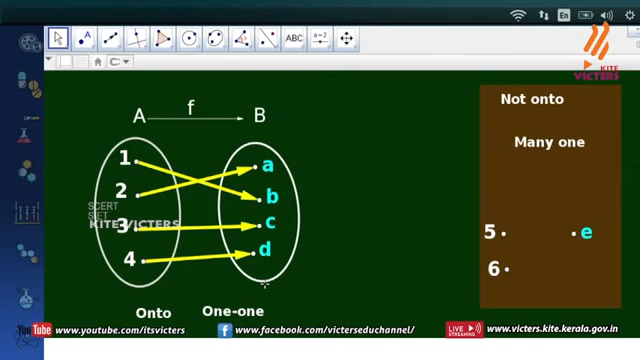 En
ABC
a = 2
KITE
VICTERS
A f B
1
2
3
4
a
b
c
d
SCERT
SIET
KITE VICTERS
Onto
One-one
Not onto
Many one
5
e
6
You Tube www.youtube.com/itsvicters
f www.facebook.com/victerseduchannel/
LIVE STREAMING www.victers.kite.kerala.gov.in